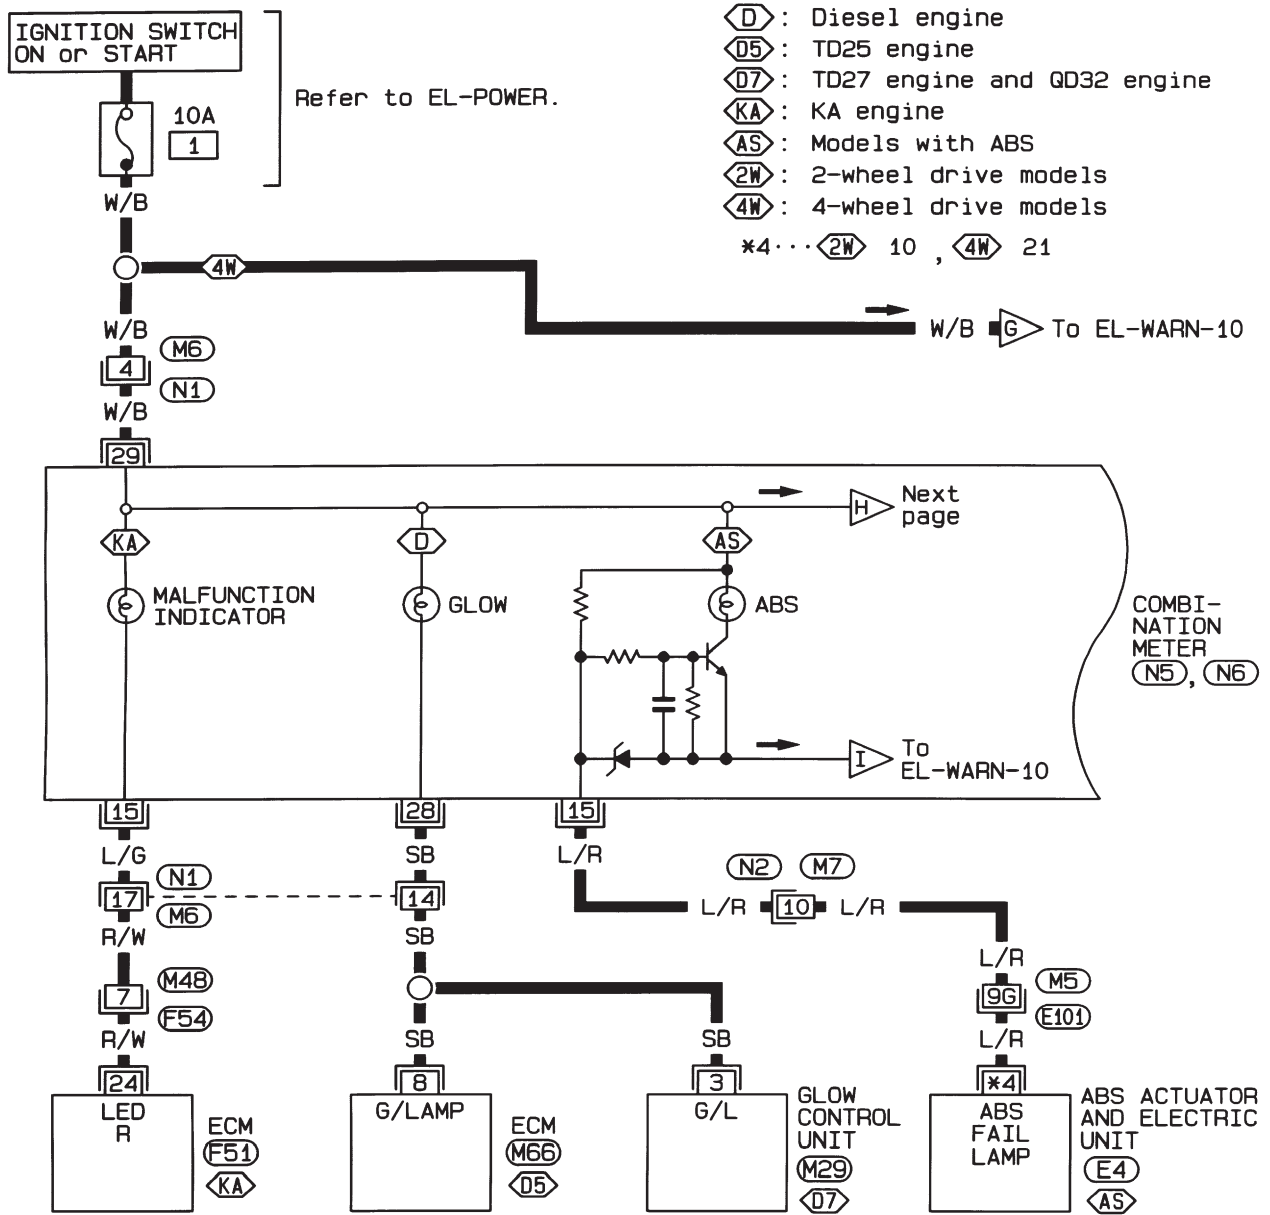 IGNITION SWITCH
ON or START
Refer to EL-POWER.
10A
1
D : Diesel engine
D5 : TD25 engine
D7 : TD27 engine and QD32 engine
KA : KA engine
AS : Models with ABS
2W : 2-wheel drive models
4W : 4-wheel drive models
*4··· 2W 10 , 4W 21
W/B
4W
W/B G To EL-WARN-10
W/B
M6
4
N1
W/B
29
H Next
page
KA
D
AS
MALFUNCTION
INDICATOR
GLOW
ABS
COMBI-
NATION
METER
N5 , N6
I To
EL-WARN-10
15
28
15
L/G
SB
L/R
N1
17
14
M6
N2 M7
L/R 10 L/R
R/W
SB
L/R
M48
7
F54
M5
9G
E101
R/W
SB
SB
L/R
24
8
3
*4
LED
R
ECM
F51
KA
G/LAMP
ECM
M66
D5
G/L
GLOW
CONTROL
UNIT
M29
D7
ABS
FAIL
LAMP
ABS ACTUATOR
AND ELECTRIC
UNIT
E4
AS